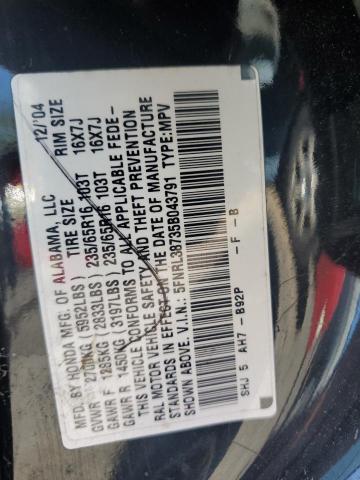 MFD. BY HONDA MFG. OF ALABAMA, LLC 12/'04
GVWR 2700KG (5952LBS) TIRE SIZE RIM SIZE
GAWR F 1285KG (2833LBS) 235/65R16 103T 16X7J
GAWR R 1450KG (3197LBS) 235/65R16 103T 16X7J
THIS VEHICLE CONFORMS TO ALL APPLICABLE FEDE-
RAL MOTOR VEHICLE SAFETY AND THEFT PREVENTION
STANDARDS IN EFFECT ON THE DATE OF MANUFACTURE
SHOWN ABOVE. V.I.N.: 5FNRL38735B043791 TYPE:MPV
SHJ 5 AH7 - B92P - F - B